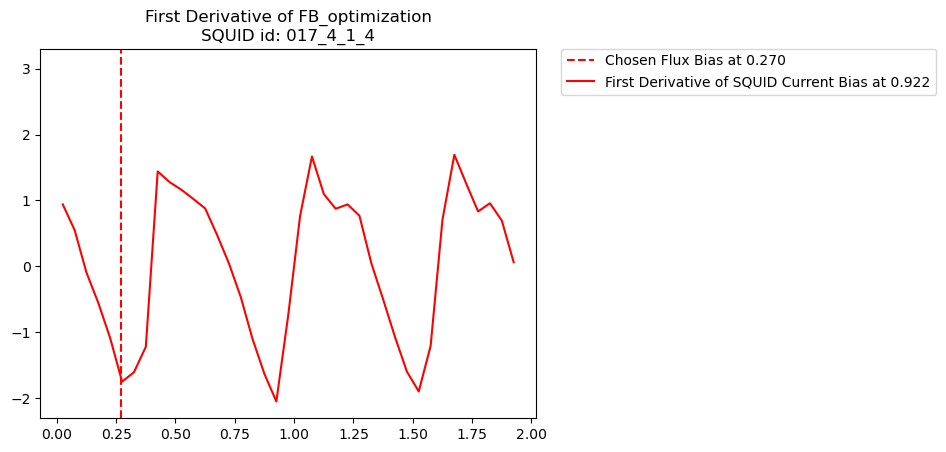 First Derivative of FB_optimization
SQUID id: 017_4_1_4
Chosen Flux Bias at 0.270
First Derivative of SQUID Current Bias at 0.922
3
2
1
0
−1
−2
0.00 0.25 0.50 0.75 1.00 1.25 1.50 1.75 2.00